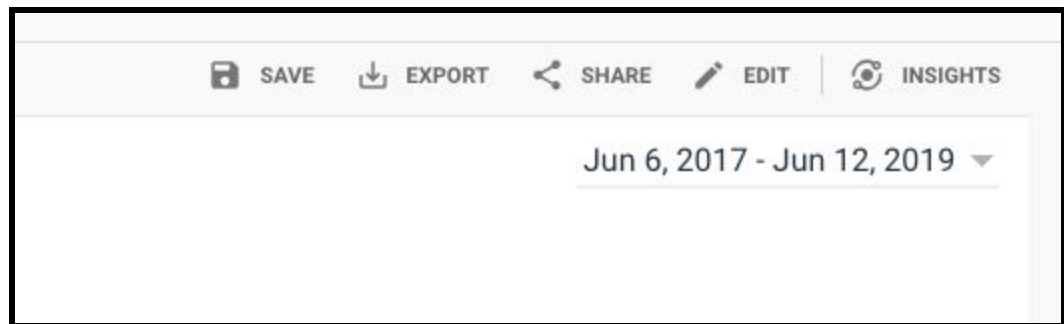 SAVE EXPORT SHARE EDIT INSIGHTS
Jun 6, 2017 - Jun 12, 2019